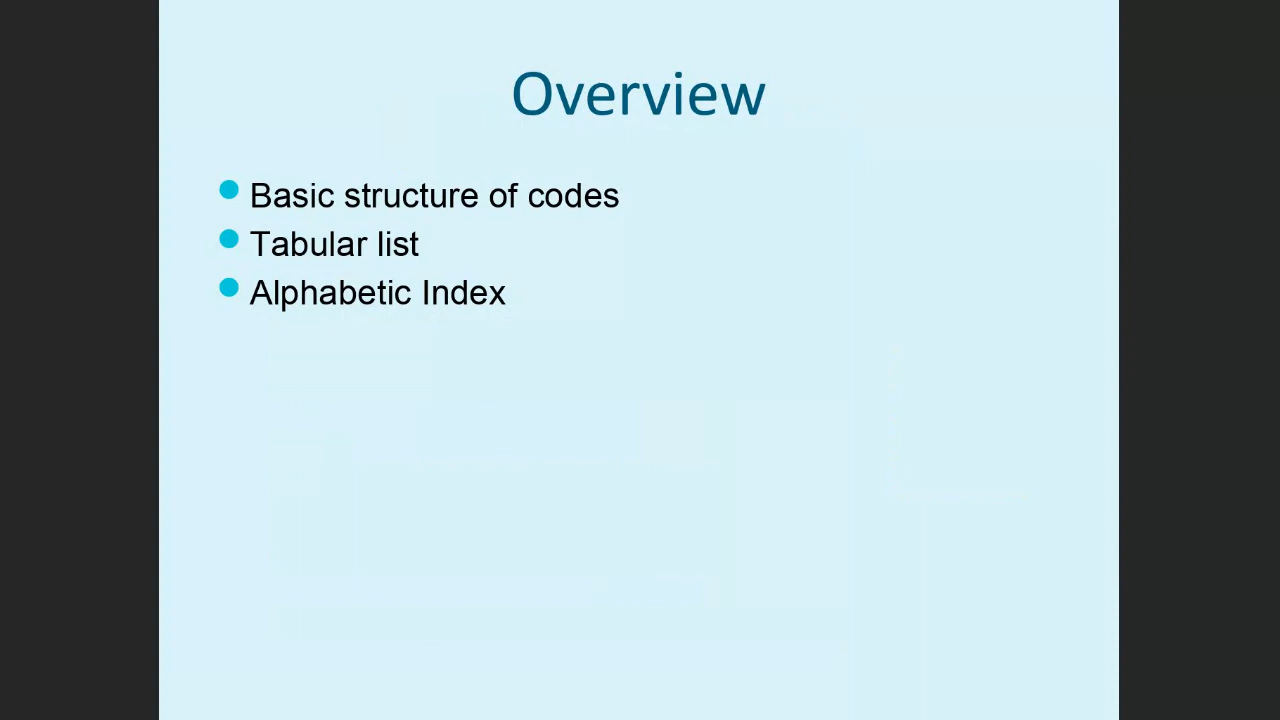 Overview
Basic structure of codes
Tabular list
Alphabetic Index